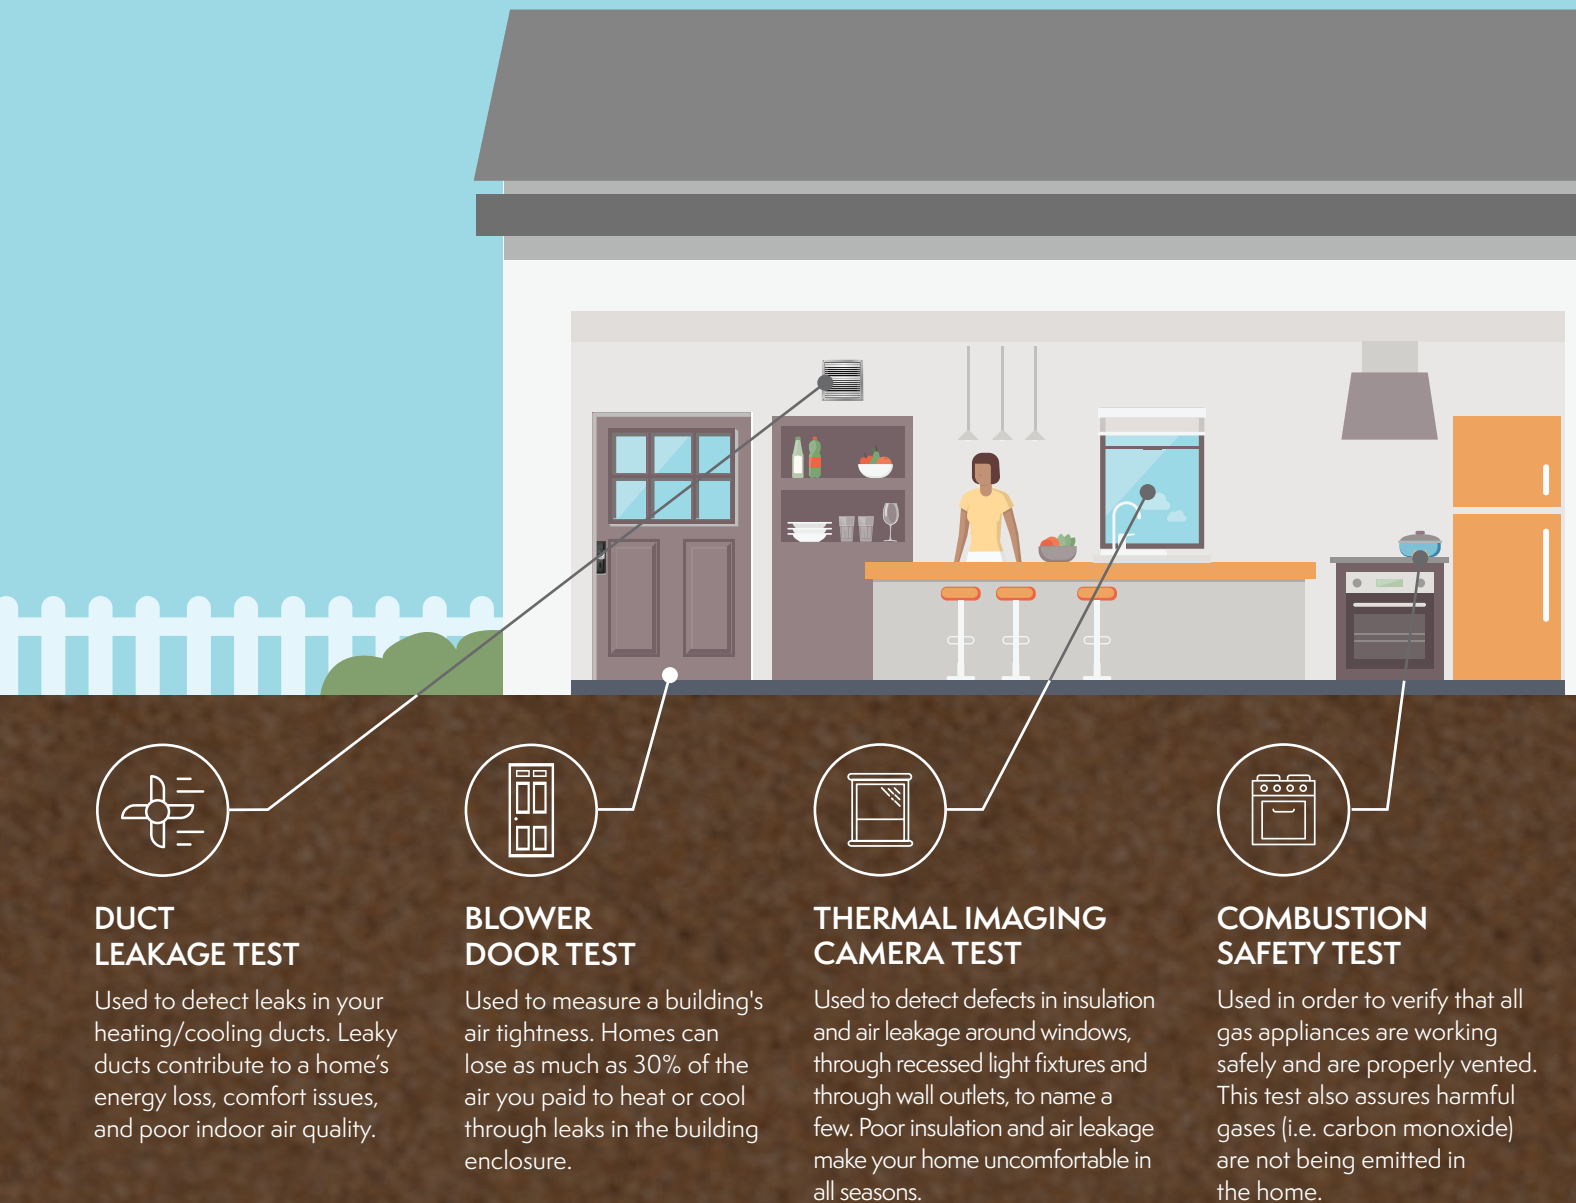 DUCT
LEAKAGE TEST
Used to detect leaks in your
heating/cooling ducts. Leaky
ducts contribute to a home’s
energy loss, comfort issues,
and poor indoor air quality.
BLOWER
DOOR TEST
Used to measure a building's
air tightness. Homes can
lose as much as 30% of the
air you paid to heat or cool
through leaks in the building
enclosure.
THERMAL IMAGING
CAMERA TEST
Used to detect defects in insulation
and air leakage around windows,
through recessed light fixtures and
through wall outlets, to name a
few. Poor insulation and air leakage
make your home uncomfortable in
all seasons.
COMBUSTION
SAFETY TEST
Used in order to verify that all
gas appliances are working
safely and are properly vented.
This test also assures harmful
gases (i.e. carbon monoxide)
are not being emitted in
the home.